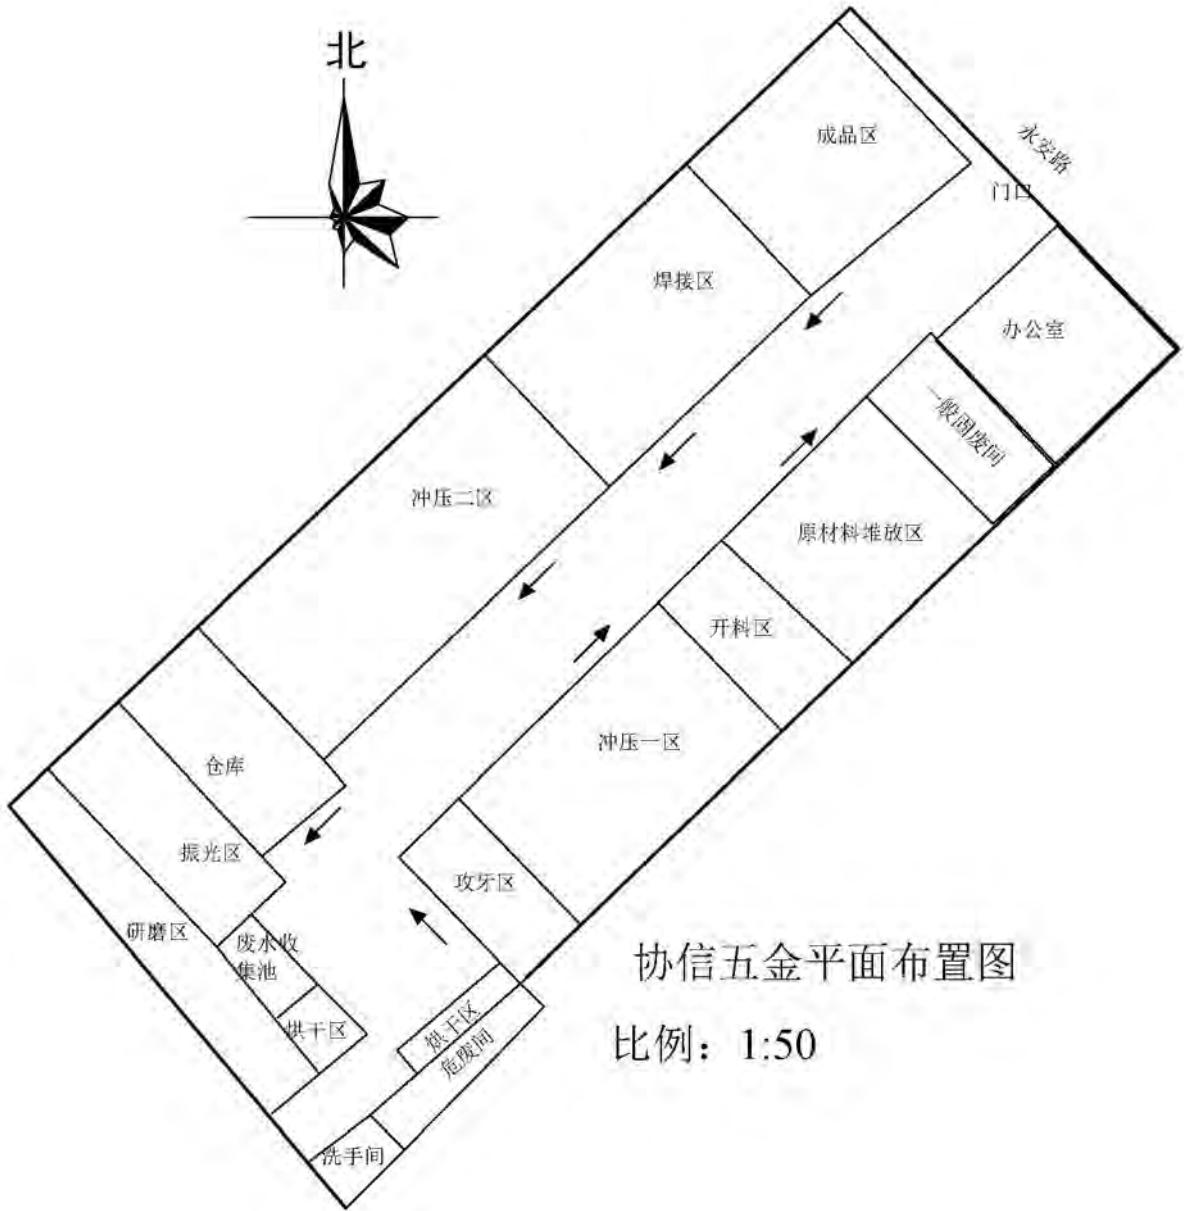 北
成品区
永安路
门口
焊接区
办公室
一般固废间
冲压二区
原材料堆放区
开料区
冲压一区
仓库
振光区
攻牙区
研磨区
废水收
集池
烘干区
烘干区
危废间
洗手间
协信五金平面布置图
比例：1:50